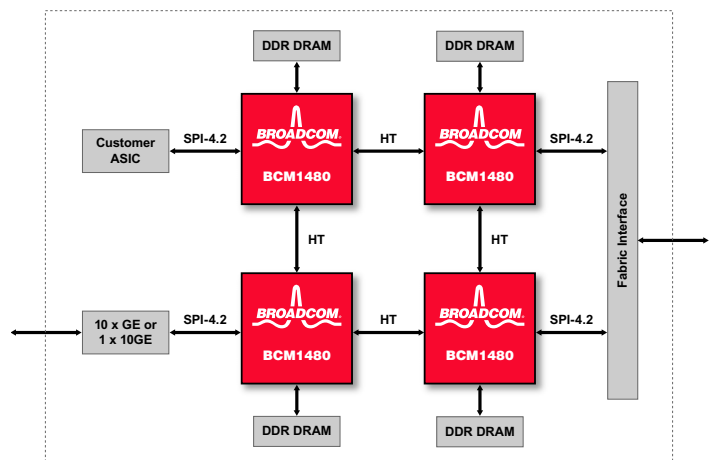 DDR DRAM
DDR DRAM
Customer
ASIC
SPI-4.2
BROADCOM.
BCM1480
HT
BROADCOM.
BCM1480
SPI-4.2
HT
HT
Fabric Interface
10 x GE or
1 x 10GE
SPI-4.2
BROADCOM.
BCM1480
HT
BROADCOM.
BCM1480
SPI-4.2
DDR DRAM
DDR DRAM